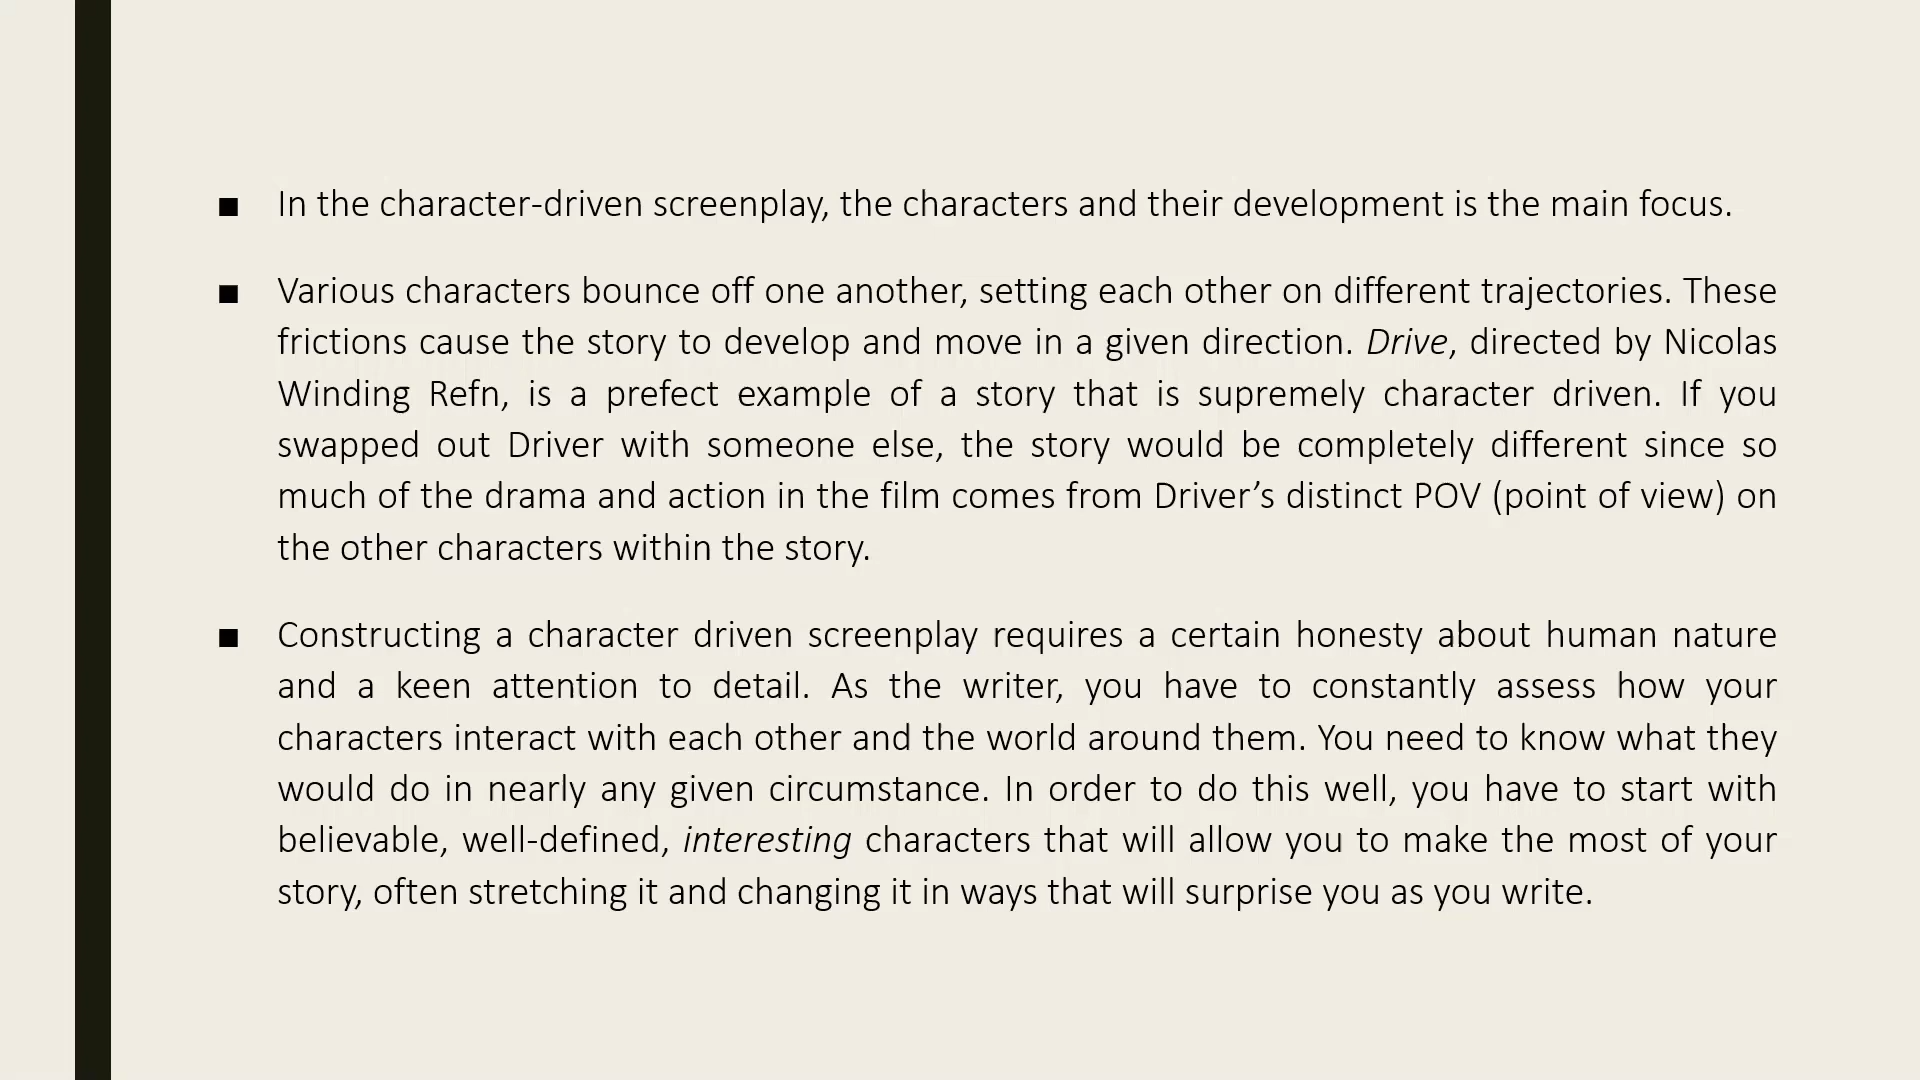 ■ In the character-driven screenplay, the characters and their development is the main focus.
■ Various characters bounce off one another, setting each other on different trajectories. These
frictions cause the story to develop and move in a given direction. Drive, directed by Nicolas
Winding Refn, is a prefect example of a story that is supremely character driven. If you
swapped out Driver with someone else, the story would be completely different since so
much of the drama and action in the film comes from Driver’s distinct POV (point of view) on
the other characters within the story.
■ Constructing a character driven screenplay requires a certain honesty about human nature
and a keen attention to detail. As the writer, you have to constantly assess how your
characters interact with each other and the world around them. You need to know what they
would do in nearly any given circumstance. In order to do this well, you have to start with
believable, well-defined, interesting characters that will allow you to make the most of your
story, often stretching it and changing it in ways that will surprise you as you write.